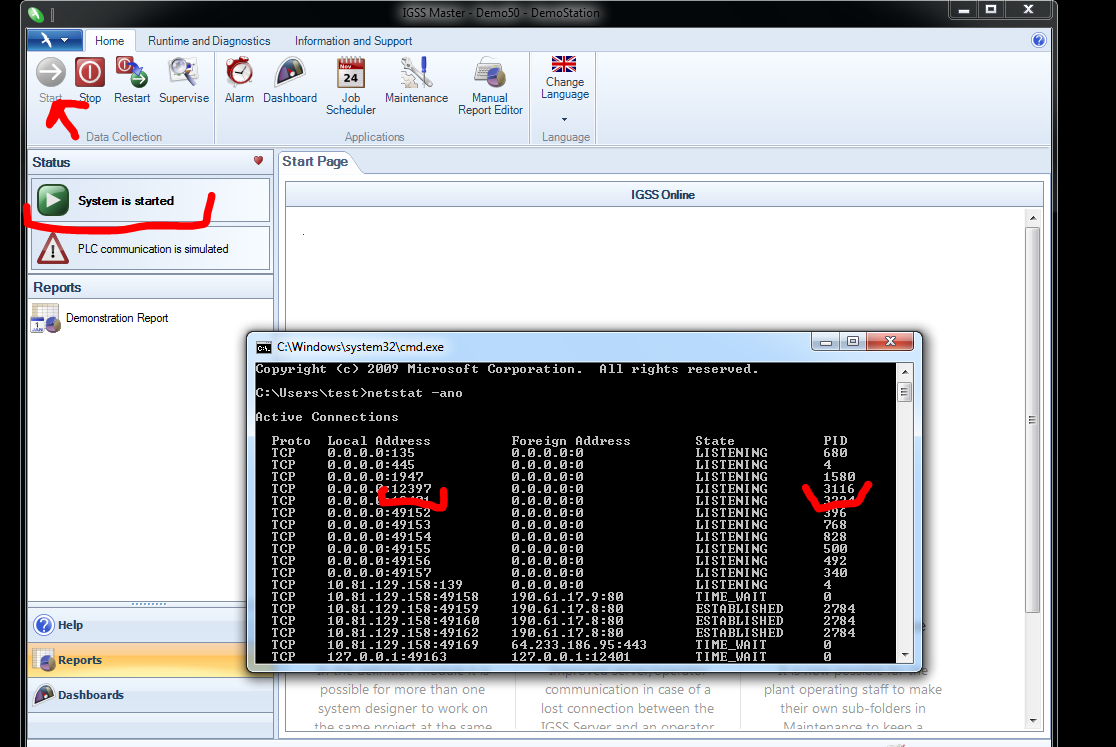 IGSS Master - Demo50 - DemoStation
Home Runtime and Diagnostics Information and Support
Start Stop Restart Supervise Alarm Dashboard Job Scheduler Maintenance Manual Report Editor Change Language
Data Collection Applications Language
Status
System is started
PLC communication is simulated
Reports
Demonstration Report
Help
Reports
Dashboards
Start Page
IGSS Online
.
C:\Windows\system32\cmd.exe
Copyright (c) 2009 Microsoft Corporation. All rights reserved.
C:\Users\test>netstat -ano
Active Connections
Proto Local Address Foreign Address State PID
TCP 0.0.0.0:135 0.0.0.0:0 LISTENING 680
TCP 0.0.0.0:445 0.0.0.0:0 LISTENING 4
TCP 0.0.0.0:1947 0.0.0.0:0 LISTENING 1580
TCP 0.0.0.0:12397 0.0.0.0:0 LISTENING 3116
TCP 0.0.0.0:12401 0.0.0.0:0 LISTENING 3224
TCP 0.0.0.0:49152 0.0.0.0:0 LISTENING 396
TCP 0.0.0.0:49153 0.0.0.0:0 LISTENING 768
TCP 0.0.0.0:49154 0.0.0.0:0 LISTENING 828
TCP 0.0.0.0:49155 0.0.0.0:0 LISTENING 500
TCP 0.0.0.0:49156 0.0.0.0:0 LISTENING 492
TCP 0.0.0.0:49157 0.0.0.0:0 LISTENING 340
TCP 10.81.129.158:139 0.0.0.0:0 LISTENING 4
TCP 10.81.129.158:49158 190.61.17.9:80 TIME_WAIT 0
TCP 10.81.129.158:49159 190.61.17.8:80 ESTABLISHED 2784
TCP 10.81.129.158:49160 190.61.17.8:80 ESTABLISHED 2784
TCP 10.81.129.158:49162 190.61.17.8:80 ESTABLISHED 2784
TCP 10.81.129.158:49169 64.233.186.95:443 TIME_WAIT 0
TCP 127.0.0.1:49163 127.0.0.1:12401 TIME_WAIT 0
possible for more than one
system designer to work on
the same project at the same
communication in case of a
lost connection between the
IGSS Server and an operator
plant operating staff to make
their own sub-folders in
Maintenance to keep a